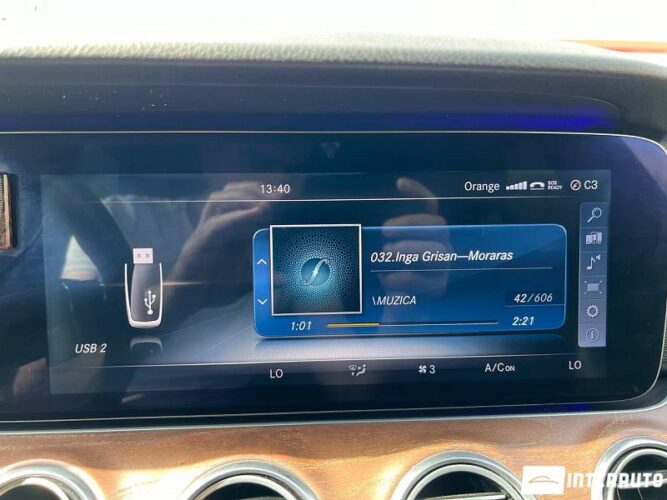 13:40 Orange SOS READY C3
032.Inga Grisan—Moraras
\MUZICA 42/606
1:01 2:21
USB 2
LO 3 A/C ON LO
INTERAUTO